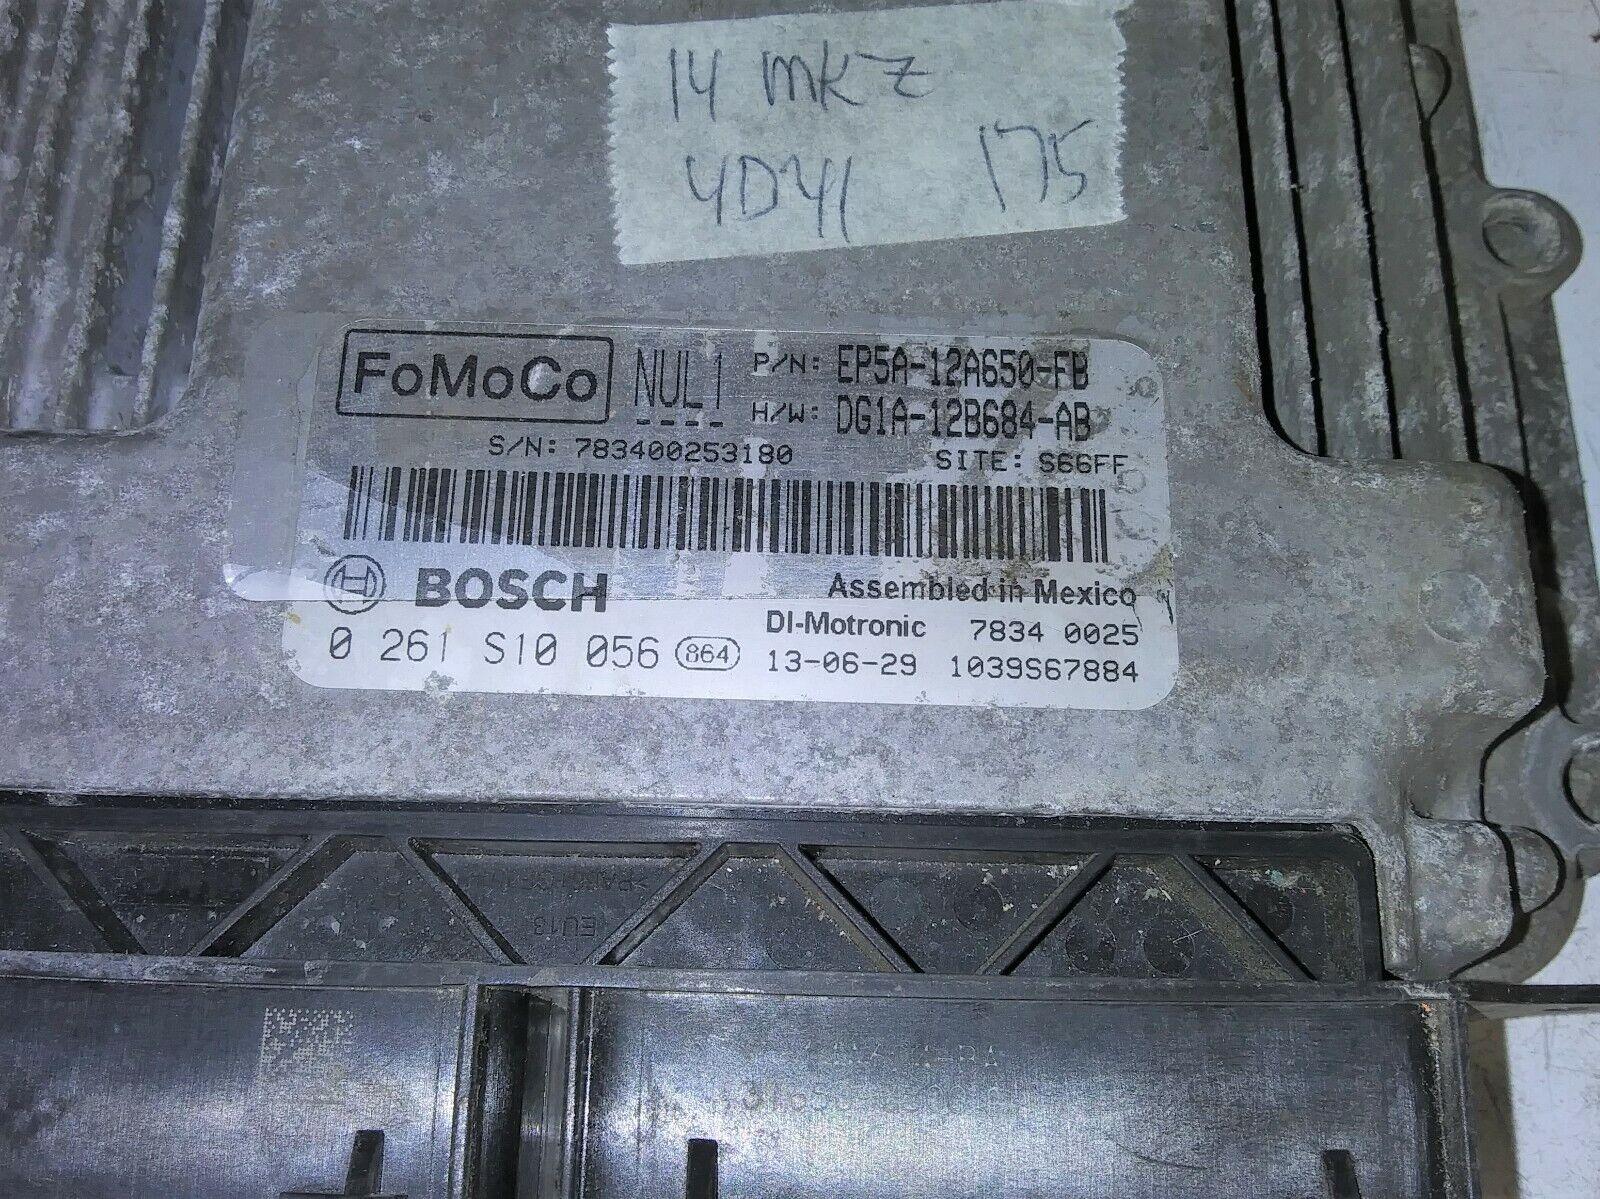 14 MKZ
4D41 175
FoMoCo NUL1 P/N: EP5A-12A650-FB
H/W: DG1A-12B684-AB
S/N: 783400253180 SITE: S66FF
BOSCH Assembled in Mexico
DI-Motronic 7834 0025
0 261 S10 056 864 13-06-29 1039S67884
EU13